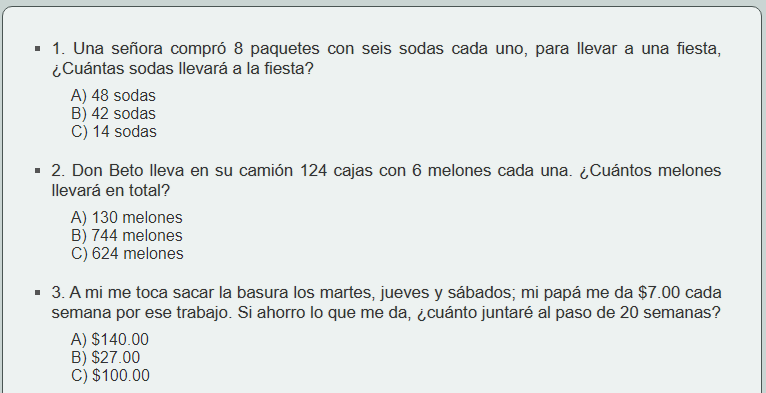 1. Una señora compró 8 paquetes con seis sodas cada uno, para llevar a una fiesta,
¿Cuántas sodas llevará a la fiesta?
A) 48 sodas
B) 42 sodas
C) 14 sodas
2. Don Beto lleva en su camión 124 cajas con 6 melones cada una. ¿Cuántos melones
llevará en total?
A) 130 melones
B) 744 melones
C) 624 melones
3. A mi me toca sacar la basura los martes, jueves y sábados; mi papá me da $7.00 cada
semana por ese trabajo. Si ahorro lo que me da, ¿cuánto juntaré al paso de 20 semanas?
A) $140.00
B) $27.00
C) $100.00